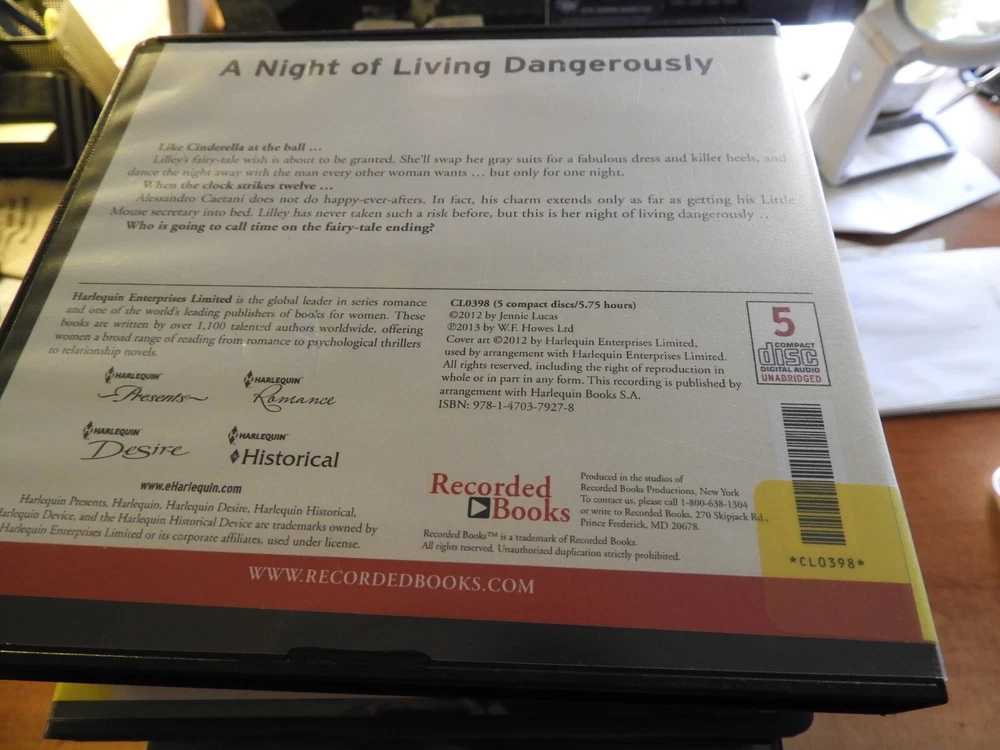 A Night of Living Dangerously
Like Cinderella at the ball ...
Lilley's fairy-tale wish is about to be granted. She'll swap her gray suits for a fabulous dress and killer heels, and
dance the night away with the man every other woman wants ... but only for one night.
When the clock strikes twelve ...
Alessandro Caetani does not do happy-ever-afters. In fact, his charm extends only as far as getting his Little
Mouse secretary into bed. Lilley has never taken such a risk before, but this is her night of living dangerously ...
Who is going to call time on the fairy-tale ending?
Harlequin Enterprises Limited is the global leader in series romance
and one of the world's leading publishers of books for women. These
books are written by over 1,100 talented authors worldwide, offering
women a broad range of reading from romance to psychological thrillers
to relationship novels.
HARLEQUIN™
Presents
HARLEQUIN™
Romance
HARLEQUIN™
Desire
HARLEQUIN™
Historical
www.eHarlequin.com
Harlequin Presents, Harlequin, Harlequin Desire, Harlequin Historical,
Harlequin Device, and the Harlequin Historical Device are trademarks owned by
Harlequin Enterprises Limited or its corporate affiliates, used under license.
CL0398 (5 compact discs/5.75 hours)
©2012 by Jennie Lucas
℗2013 by W.F. Howes Ltd
Cover art ©2012 by Harlequin Enterprises Limited,
used by arrangement with Harlequin Enterprises Limited.
All rights reserved, including the right of reproduction in
whole or in part in any form. This recording is published by
arrangement with Harlequin Books S.A.
ISBN: 978-1-4703-7927-8
5
COMPACT
disc
DIGITAL AUDIO
UNABRIDGED
Recorded
Books
Produced in the studios of
Recorded Books Productions, New York
To contact us, please call 1-800-638-1304
or write to Recorded Books, 270 Skipjack Rd.,
Prince Frederick, MD 20678.
Recorded Books™ is a trademark of Recorded Books.
All rights reserved. Unauthorized duplication strictly prohibited.
*CL0398*
WWW.RECORDEDBOOKS.COM